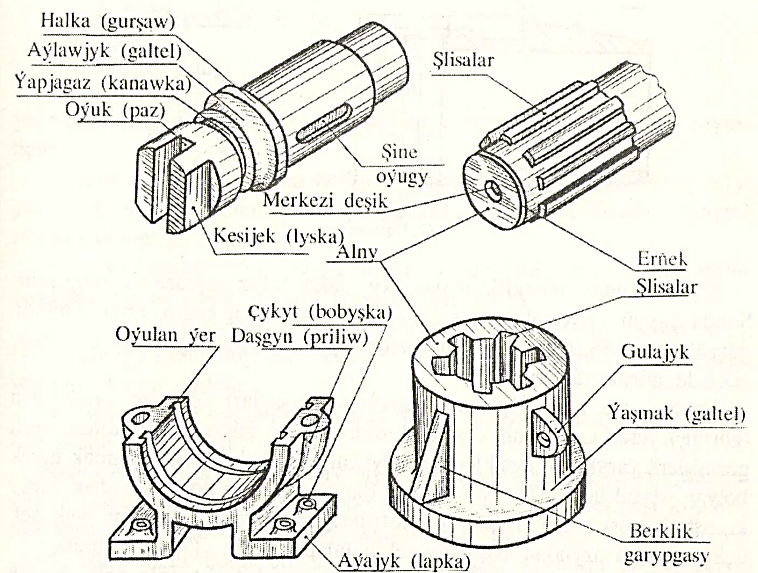 Halka (gurşaw)
Aýlawjyk (galtel)
Ýapjagaz (kanawka)
Oýuk (paz)
Şlisalar
Şine
oýugy
Merkezi deşik
Kesijek (lyska)
Alny
Erňek
Şlisalar
Çykyt (bobyşka)
Oýulan ýer
Daşgyn (priliw)
Gulajyk
Ýaşmak (galtel)
Berklik
garypgasy
Aýajyk (lapka)